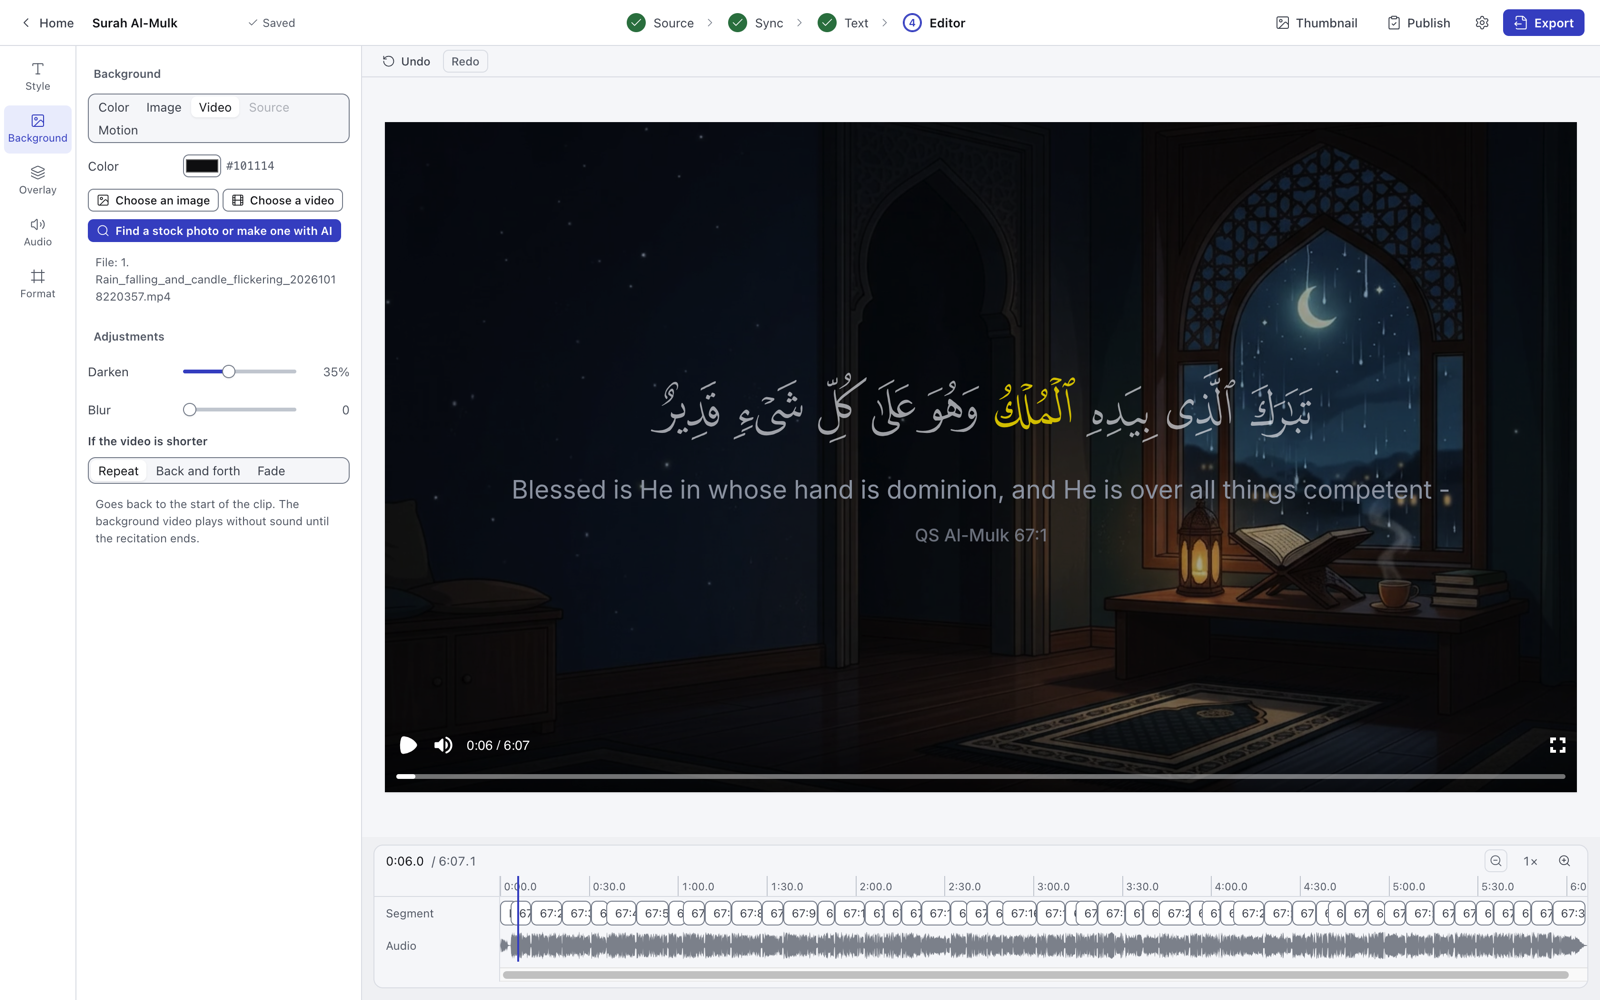 Home
Surah Al-Mulk
Saved
Source
Sync
Text
4 Editor
Thumbnail
Publish
Export
Style
Background
Overlay
Audio
Format
Background
Color Image Video Source
Motion
Color #101114
Choose an image Choose a video
Find a stock photo or make one with AI
File: 1.
Rain_falling_and_candle_flickering_2026101
8220357.mp4
Adjustments
Darken 35%
Blur 0
If the video is shorter
Repeat Back and forth Fade
Goes back to the start of the clip. The
background video plays without sound until
the recitation ends.
Undo Redo
تَبَٰرَكَ ٱلَّذِى بِيَدِهِ ٱلْمُلْكُ وَهُوَ عَلَىٰ كُلِّ شَىْءٍ قَدِيرٌ
Blessed is He in whose hand is dominion, and He is over all things competent -
QS Al-Mulk 67:1
0:06 / 6:07
0:06.0 / 6:07.1
1×
0:00.0 0:30.0 1:00.0 1:30.0 2:00.0 2:30.0 3:00.0 3:30.0 4:00.0 4:30.0 5:00.0 5:30.0
Segment
Audio